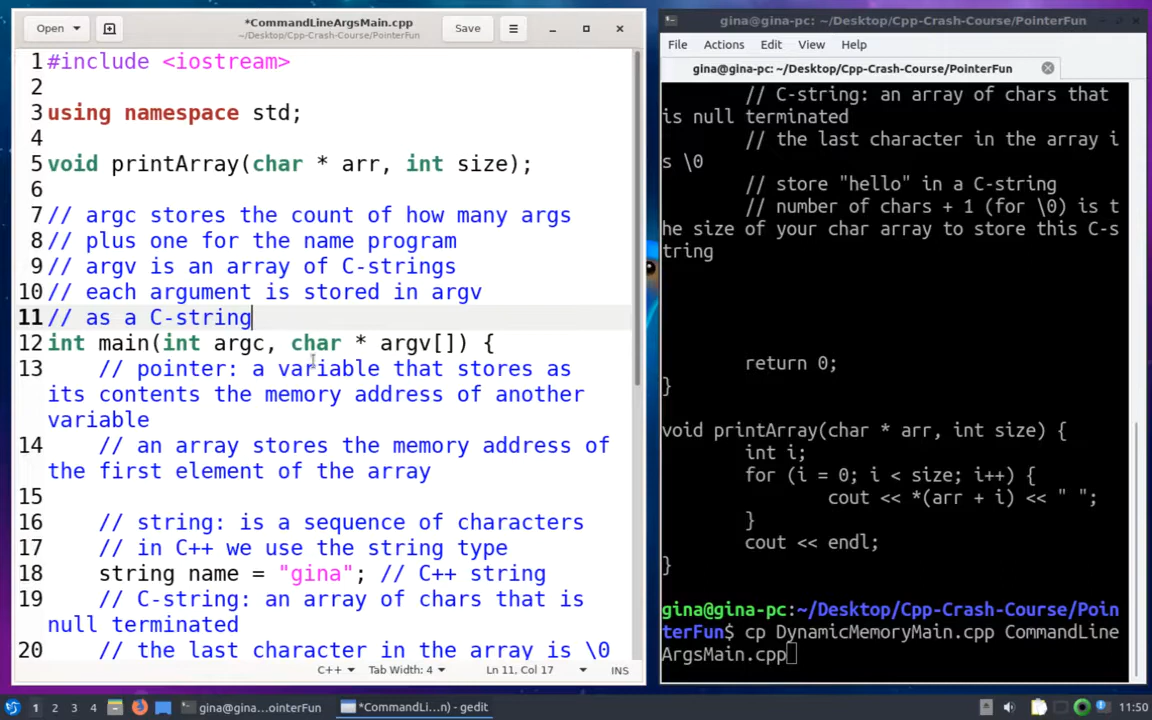 Open
*CommandLineArgsMain.cpp
~/Desktop/Cpp-Crash-Course/PointerFun
Save
1 #include <iostream>
2
3 using namespace std;
4
5 void printArray(char * arr, int size);
6
7 // argc stores the count of how many args
8 // plus one for the name program
9 // argv is an array of C-strings
10 // each argument is stored in argv
11 // as a C-string
12 int main(int argc, char * argv[]) {
13 // pointer: a variable that stores as
its contents the memory address of another
variable
14 // an array stores the memory address of
the first element of the array
15
16 // string: is a sequence of characters
17 // in C++ we use the string type
18 string name = "gina"; // C++ string
19 // C-string: an array of chars that is
null terminated
20 // the last character in the array is \0
C++ Tab Width: 4 Ln 11, Col 17 INS
gina@gina-pc: ~/Desktop/Cpp-Crash-Course/PointerFun
File Actions Edit View Help
gina@gina-pc: ~/Desktop/Cpp-Crash-Course/PointerFun
// C-string: an array of chars that
is null terminated
// the last character in the array i
s \0
// store "hello" in a C-string
// number of chars + 1 (for \0) is t
he size of your char array to store this C-s
tring
return 0;
}
void printArray(char * arr, int size) {
int i;
for (i = 0; i < size; i++) {
cout << *(arr + i) << " ";
}
cout << endl;
}
gina@gina-pc:~/Desktop/Cpp-Crash-Course/Poin
terFun$ cp DynamicMemoryMain.cpp CommandLine
ArgsMain.cpp
1 2 3 4 gina@gina...ointerFun *CommandLi...n) - gedit 11:50